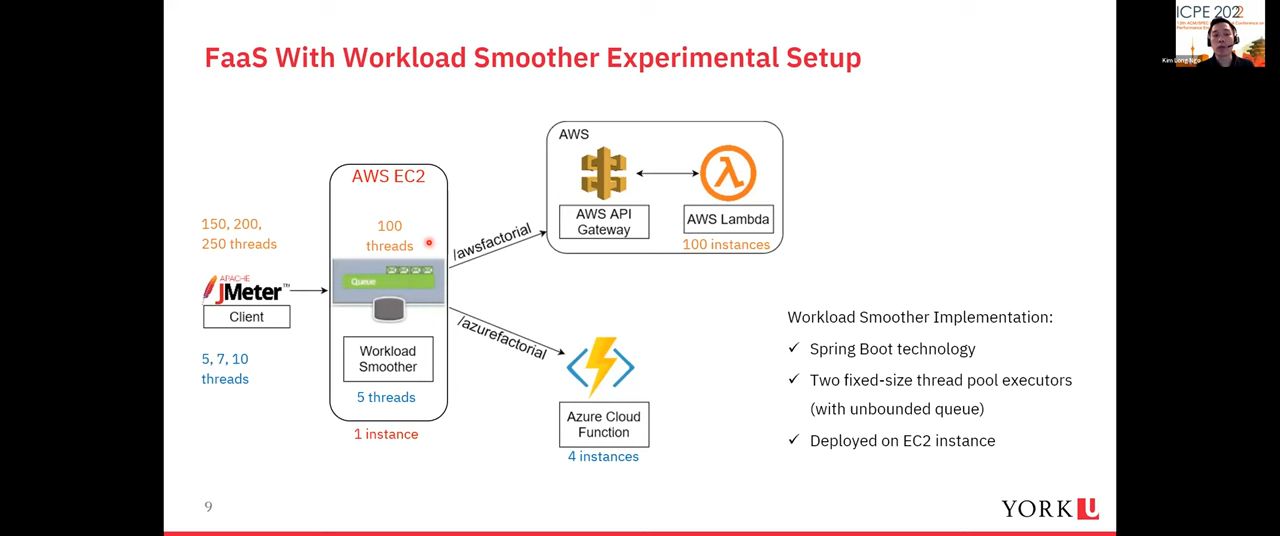 FaaS With Workload Smoother Experimental Setup
ICPE 2022
Kim Long Ngo
AWS
AWS EC2
150, 200,
250 threads
100
threads
/awsfactorial
AWS API
Gateway
AWS Lambda
100 instances
APACHE
JMeter™
Client
Queue
5, 7, 10
threads
Workload
Smoother
5 threads
1 instance
/azurefactorial
Azure Cloud
Function
4 instances
Workload Smoother Implementation:
✓ Spring Boot technology
✓ Two fixed-size thread pool executors
(with unbounded queue)
✓ Deployed on EC2 instance
9
YORK U